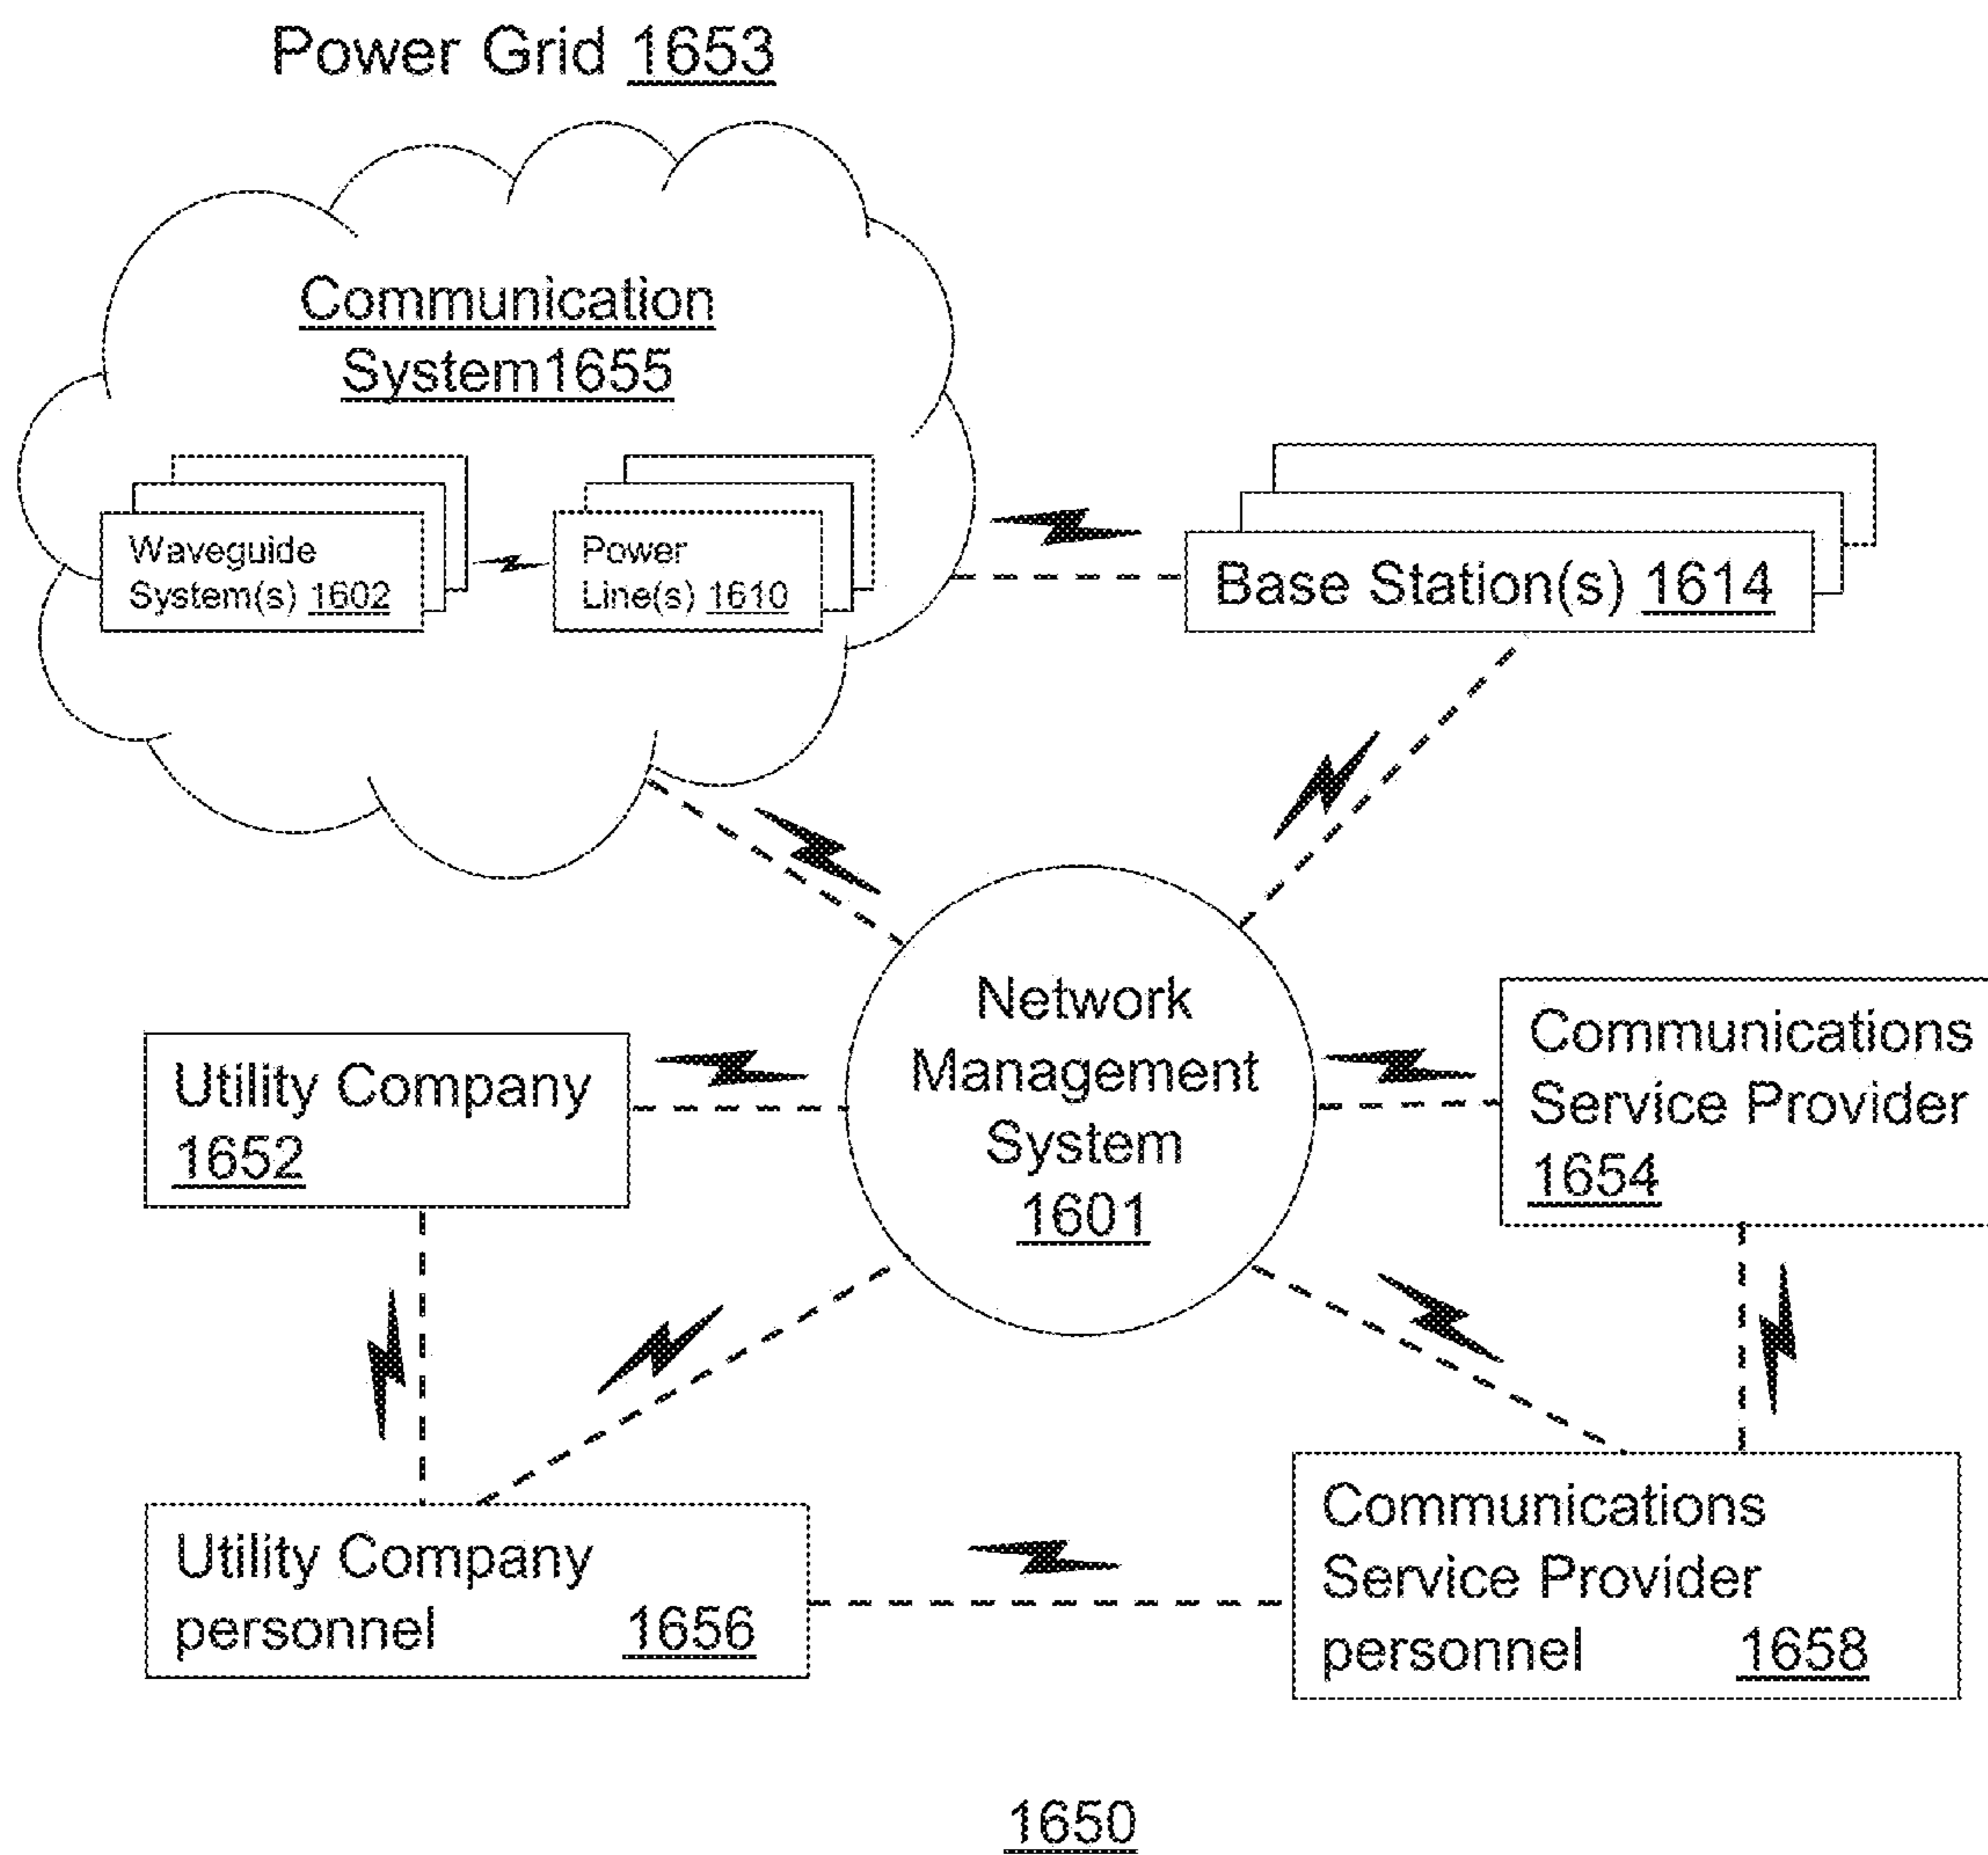 Power Grid 1653
Communication
System1655
Waveguide
System(s) 1602
Power
Line(s) 1610
Base Station(s) 1614
Network
Management
System
1601
Utility Company
1652
Communications
Service Provider
1654
Utility Company
personnel 1656
Communications
Service Provider
personnel 1658
1650